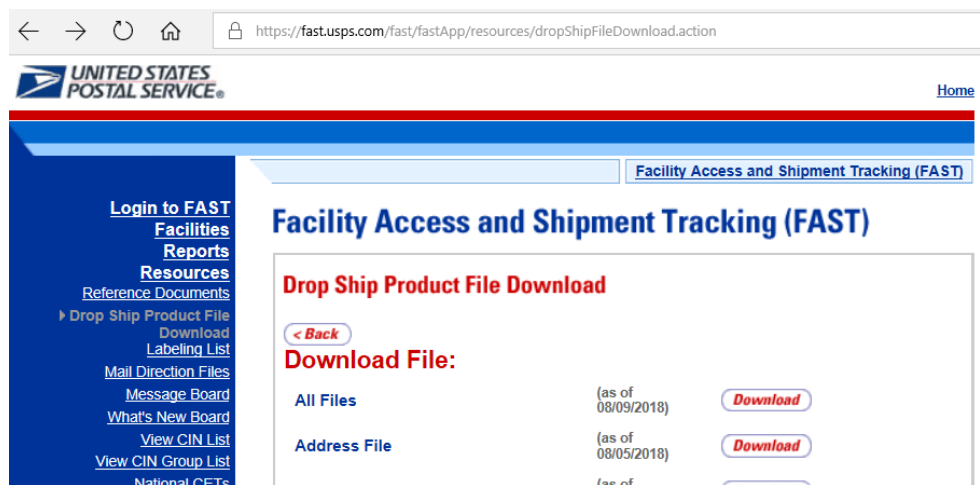 https://fast.usps.com/fast/fastApp/resources/dropShipFileDownload.action
UNITED STATES
POSTAL SERVICE®
Home
Facility Access and Shipment Tracking (FAST)
Login to FAST
Facilities
Reports
Resources
Reference Documents
Drop Ship Product File
Download
Labeling List
Mail Direction Files
Message Board
What's New Board
View CIN List
View CIN Group List
National CETs
Facility Access and Shipment Tracking (FAST)
Drop Ship Product File Download
< Back
Download File:
All Files
(as of
08/09/2018)
Download
Address File
(as of
08/05/2018)
Download
(as of